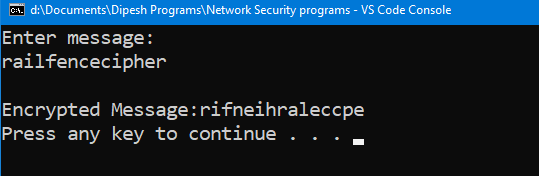 d:\Documents\Dipesh Programs\Network Security programs - VS Code Console
Enter message:
railfencecipher
Encrypted Message:rifneihraleccpe
Press any key to continue . . .